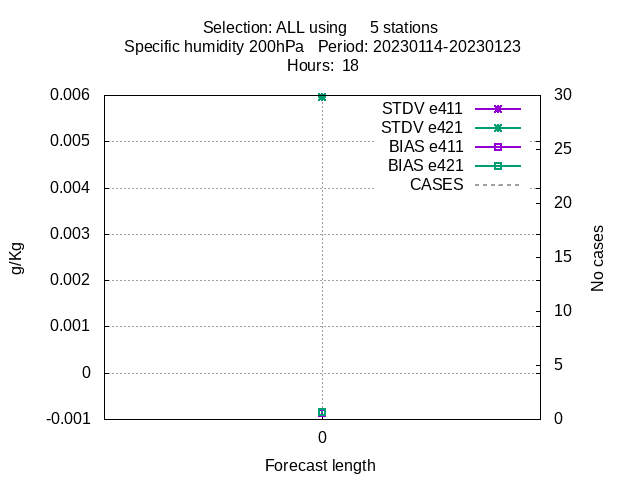 Selection: ALL using     5 stations
Specific humidity 200hPa   Period: 20230114-20230123
Hours:  18
0.006
0.005
0.004
0.003
0.002
0.001
0
-0.001
g/Kg
STDV e411
STDV e421
BIAS e411
BIAS e421
CASES
30
25
20
15
10
5
0
No cases
0
Forecast length